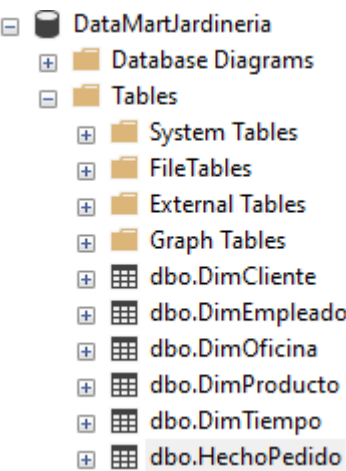 DataMartJardineria
Database Diagrams
Tables
System Tables
FileTables
External Tables
Graph Tables
dbo.DimCliente
dbo.DimEmpleado
dbo.DimOficina
dbo.DimProducto
dbo.DimTiempo
dbo.HechoPedido